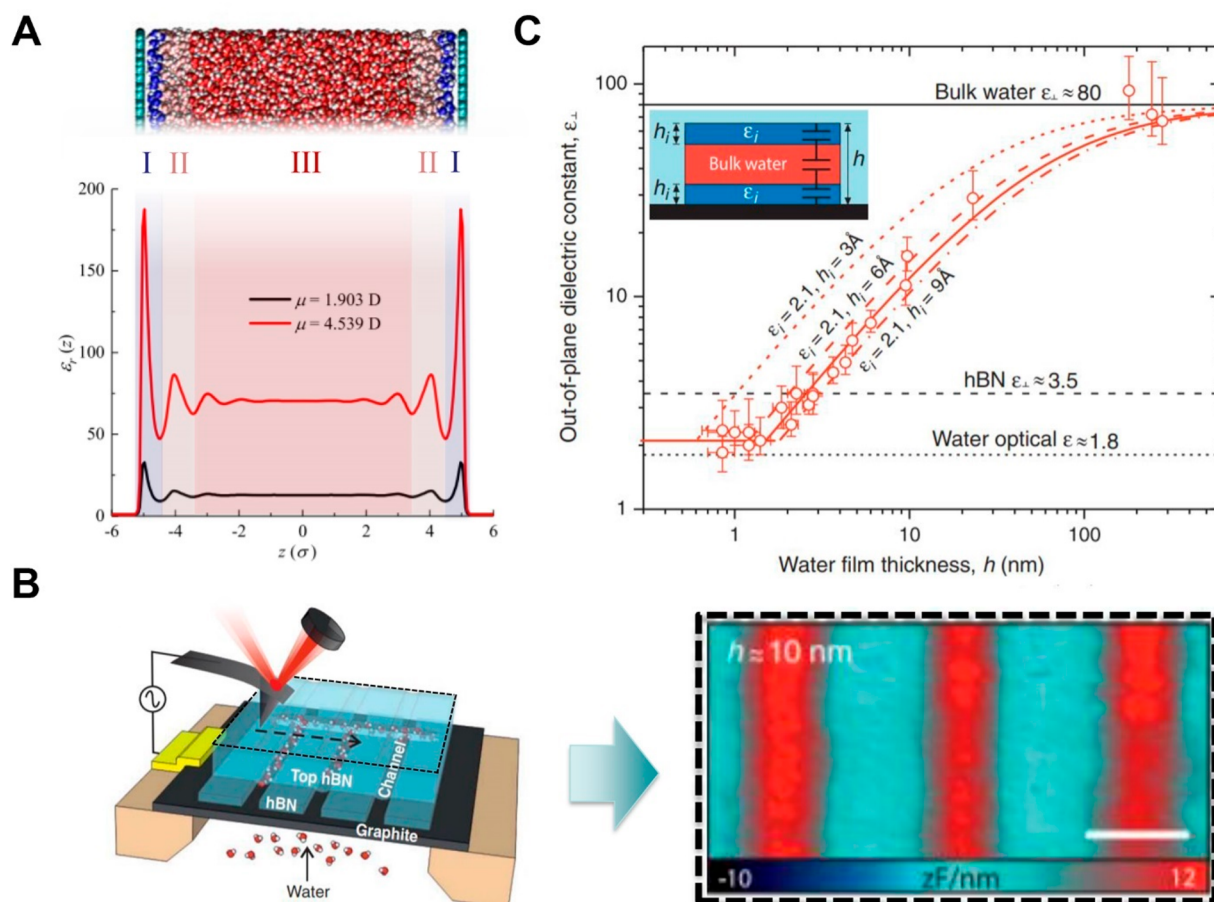 A
I II III II I
200
150
100
50
0
εr (z)
μ = 1.903 D
μ = 4.539 D
-6 -4 -2 0 2 4 6
z (σ)
C
100
10
1
Out-of-plane dielectric constant, ε⊥
Bulk water ε⊥ ≈ 80
hi
εi
Bulk water
h
hi
εi
εi = 2.1, hi = 3Å
εi = 2.1, hi = 6Å
εi = 2.1, hi = 9Å
hBN ε⊥ ≈ 3.5
Water optical ε ≈ 1.8
1 10 100
Water film thickness, h (nm)
B
Top hBN
Channel
hBN
Graphite
Water
h ≈ 10 nm
-10 zF/nm 12